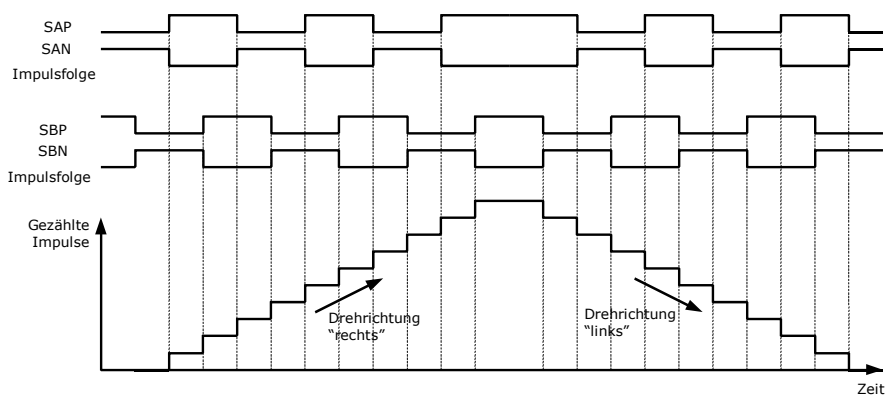 SAP
SAN
Impulsfolge
SBP
SBN
Impulsfolge
Gezählte
Impulse
Drehrichtung
"rechts"
Drehrichtung
"links"
Zeit